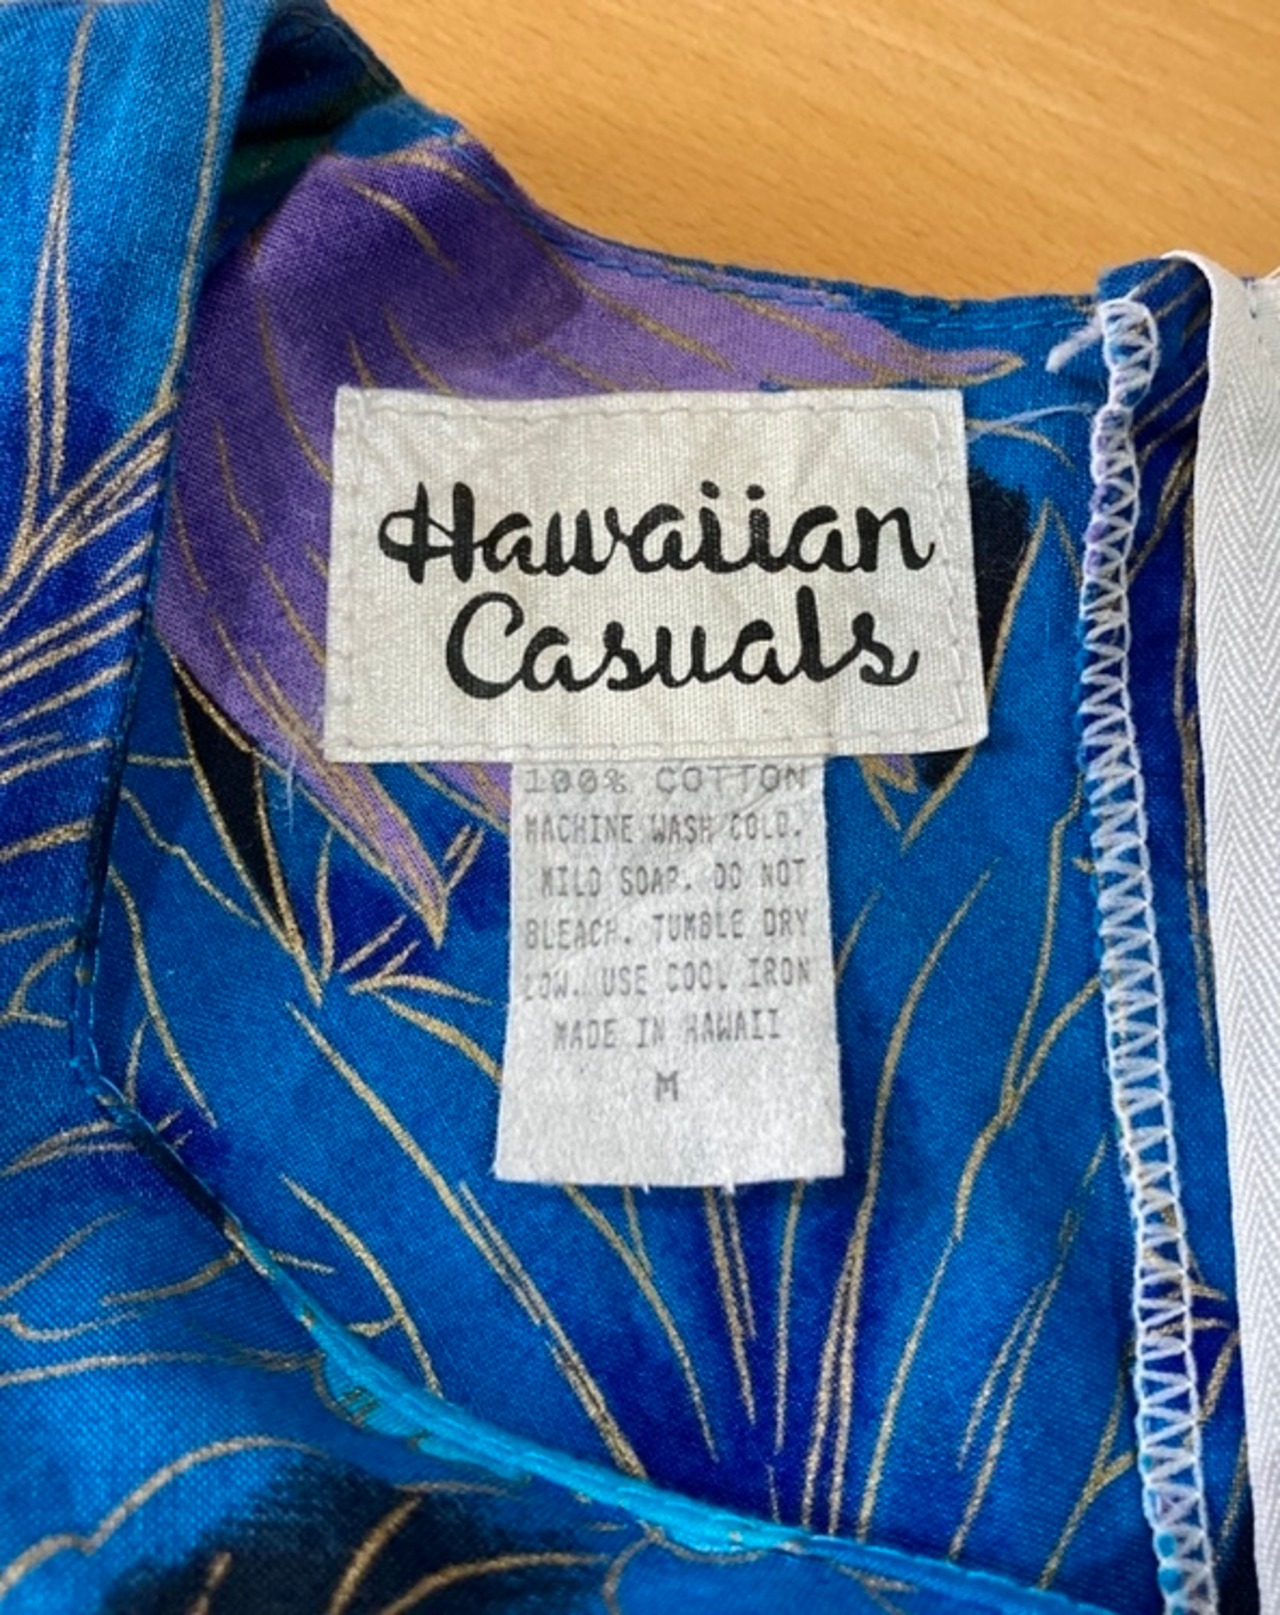 Hawaiian
Casuals
100% COTTON
MACHINE WASH COLD.
MILD SOAP. DO NOT
BLEACH. TUMBLE DRY
LOW. USE COOL IRON
MADE IN HAWAII
M